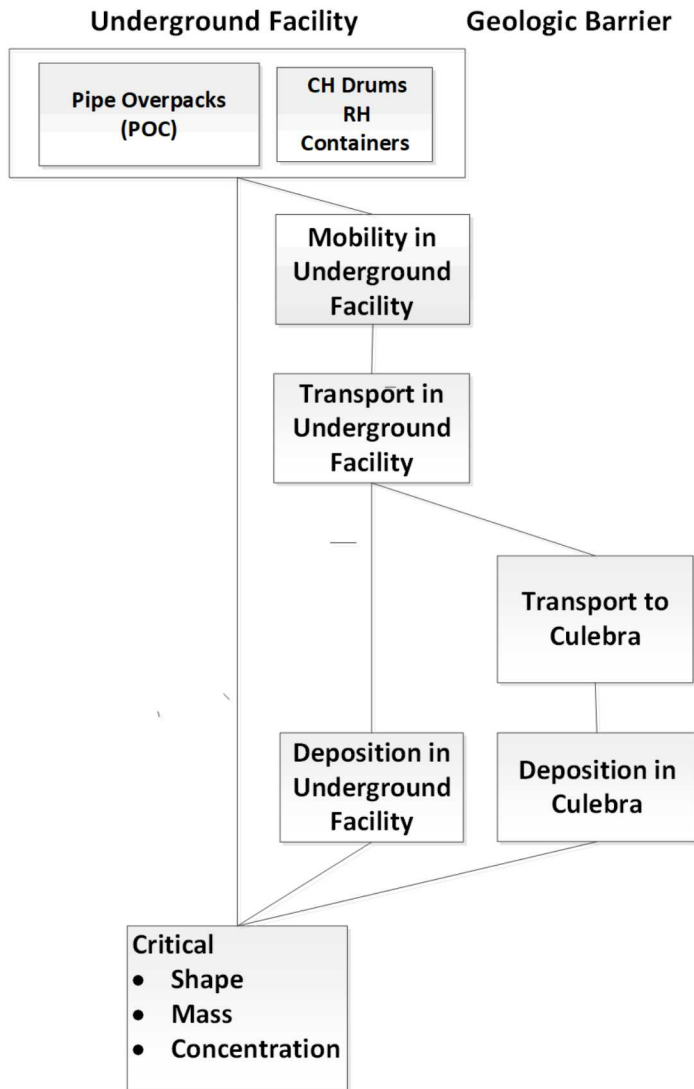 Underground Facility
Geologic Barrier
Pipe Overpacks
(POC)
CH Drums
RH
Containers
Mobility in
Underground
Facility
Transport in
Underground
Facility
Transport to
Culebra
Deposition in
Underground
Facility
Deposition in
Culebra
Critical
• Shape
• Mass
• Concentration